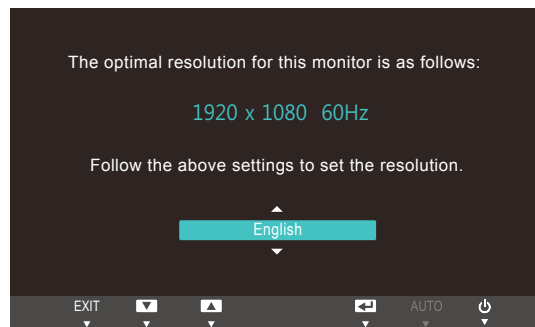 The optimal resolution for this monitor is as follows:
1920 x 1080 60Hz
Follow the above settings to set the resolution.
English
EXIT AUTO